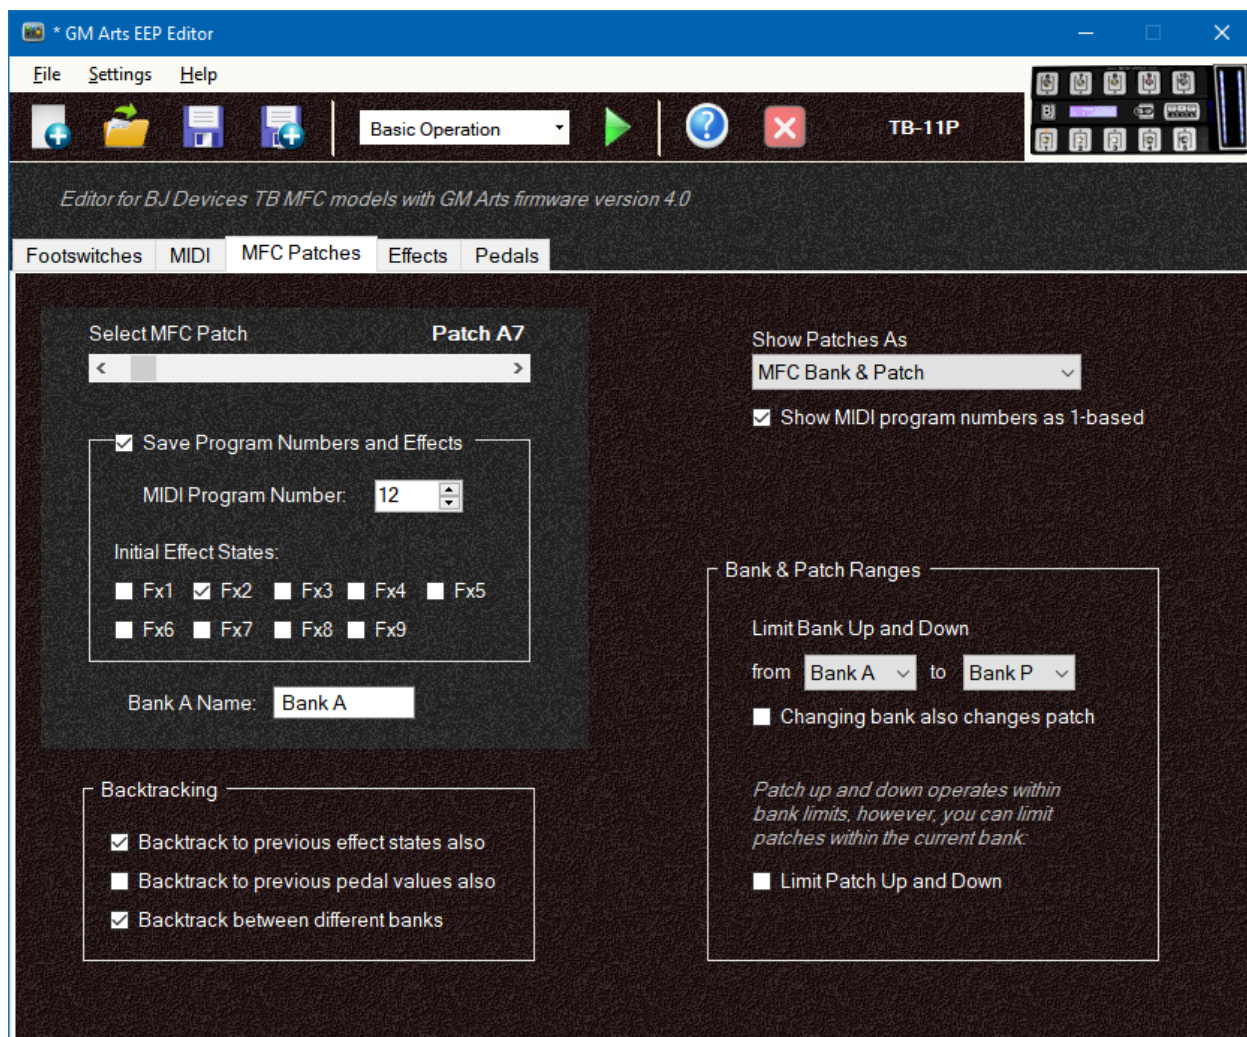 * GM Arts EEP Editor
File Settings Help
Basic Operation
TB-11P
BJ
Editor for BJ Devices TB MFC models with GM Arts firmware version 4.0
Footswitches MIDI MFC Patches Effects Pedals
Select MFC Patch Patch A7
Save Program Numbers and Effects
MIDI Program Number: 12
Initial Effect States:
Fx1 Fx2 Fx3 Fx4 Fx5
Fx6 Fx7 Fx8 Fx9
Bank A Name: Bank A
Backtracking
Backtrack to previous effect states also
Backtrack to previous pedal values also
Backtrack between different banks
Show Patches As
MFC Bank & Patch
Show MIDI program numbers as 1-based
Bank & Patch Ranges
Limit Bank Up and Down
from Bank A to Bank P
Changing bank also changes patch
Patch up and down operates within
bank limits, however, you can limit
patches within the current bank:
Limit Patch Up and Down